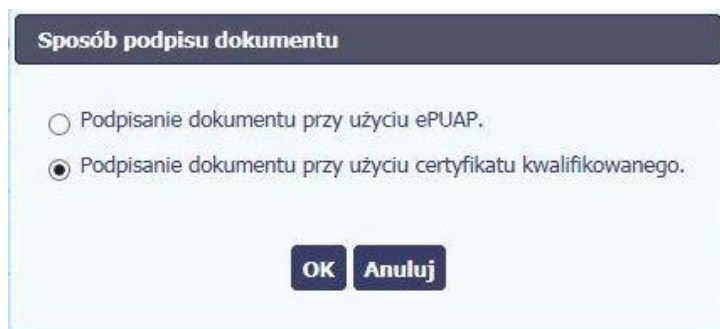 Sposób podpisu dokumentu
Podpisanie dokumentu przy użyciu ePUAP.
Podpisanie dokumentu przy użyciu certyfikatu kwalifikowanego.
OK Anuluj